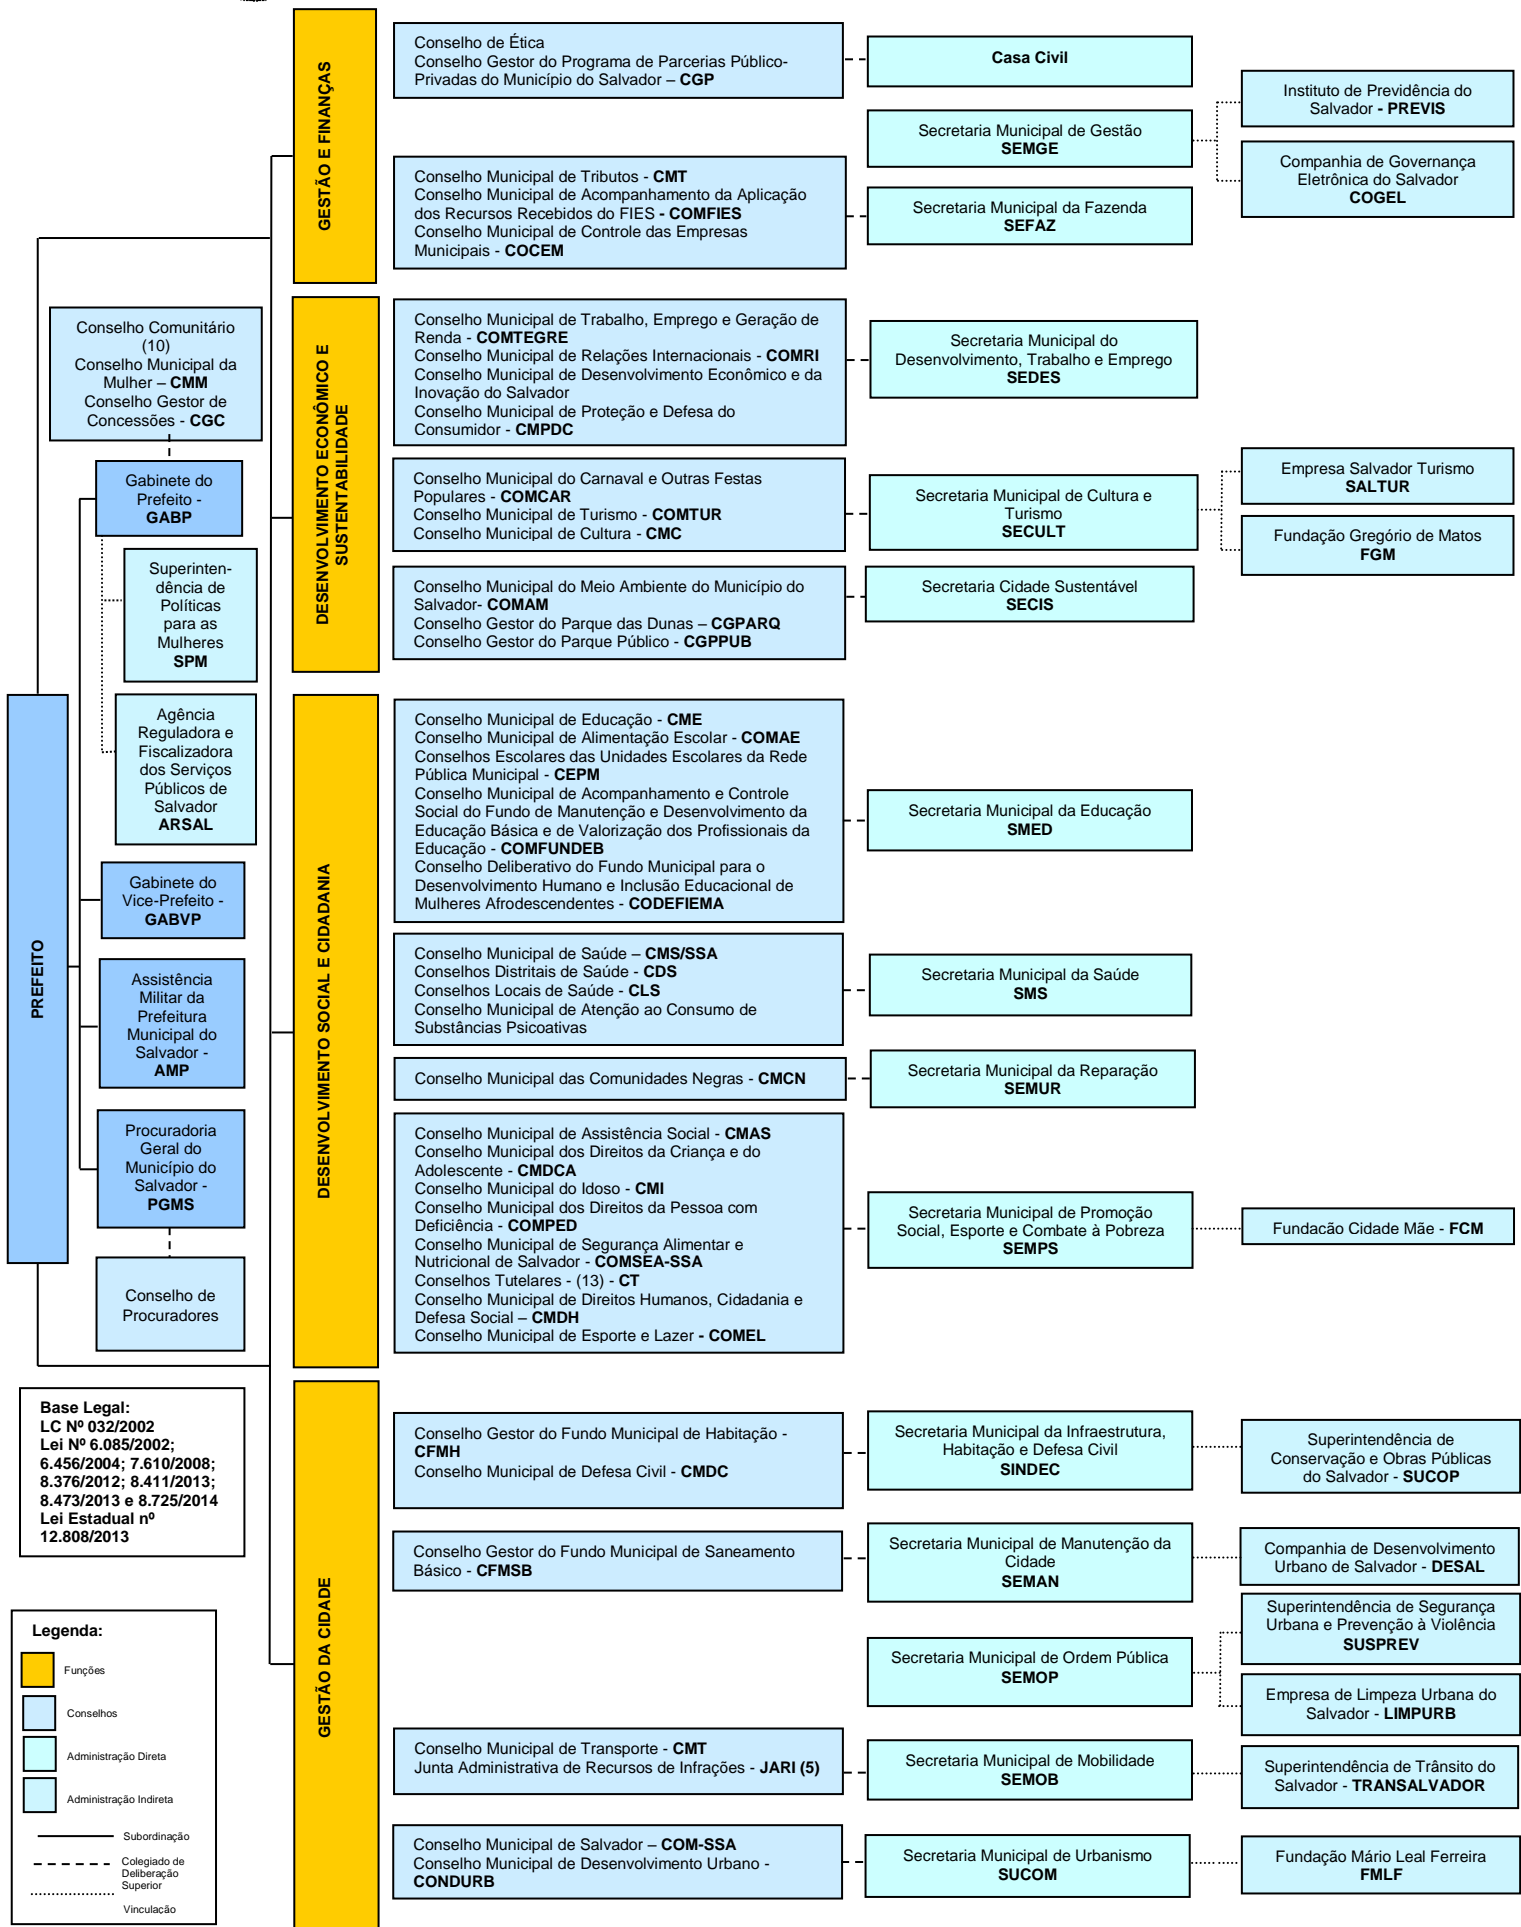 GESTÃO E FINANÇAS
Conselho de Ética
Conselho Gestor do Programa de Parcerias Público-
Privadas do Município do Salvador – CGP
Casa Civil
Secretaria Municipal de Gestão
SEMGE
Instituto de Previdência do
Salvador - PREVIS
Companhia de Governança
Eletrônica do Salvador
COGEL
Conselho Municipal de Tributos - CMT
Conselho Municipal de Acompanhamento da Aplicação
dos Recursos Recebidos do FIES - COMFIES
Conselho Municipal de Controle das Empresas
Municipais - COCEM
Secretaria Municipal da Fazenda
SEFAZ
Conselho Comunitário
(10)
Conselho Municipal da
Mulher – CMM
Conselho Gestor de
Concessões - CGC
Gabinete do
Prefeito -
GABP
Superinten-
dência de
Políticas
para as
Mulheres
SPM
Agência
Reguladora e
Fiscalizadora
dos Serviços
Públicos de
Salvador
ARSAL
PREFEITO
Gabinete do
Vice-Prefeito -
GABVP
Assistência
Militar da
Prefeitura
Municipal do
Salvador -
AMP
Procuradoria
Geral do
Município do
Salvador -
PGMS
Conselho de
Procuradores
DESENVOLVIMENTO ECONÔMICO E
SUSTENTABILIDADE
Conselho Municipal de Trabalho, Emprego e Geração de
Renda - COMTEGRE
Conselho Municipal de Relações Internacionais - COMRI
Conselho Municipal de Desenvolvimento Econômico e da
Inovação do Salvador
Conselho Municipal de Proteção e Defesa do
Consumidor - CMPDC
Secretaria Municipal do
Desenvolvimento, Trabalho e Emprego
SEDES
Conselho Municipal do Carnaval e Outras Festas
Populares - COMCAR
Conselho Municipal de Turismo - COMTUR
Conselho Municipal de Cultura - CMC
Secretaria Municipal de Cultura e
Turismo
SECULT
Empresa Salvador Turismo
SALTUR
Fundação Gregório de Matos
FGM
Conselho Municipal do Meio Ambiente do Município do
Salvador- COMAM
Conselho Gestor do Parque das Dunas – CGPARQ
Conselho Gestor do Parque Público - CGPPUB
Secretaria Cidade Sustentável
SECIS
DESENVOLVIMENTO SOCIAL E CIDADANIA
Conselho Municipal de Educação - CME
Conselho Municipal de Alimentação Escolar - COMAE
Conselhos Escolares das Unidades Escolares da Rede
Pública Municipal - CEPM
Conselho Municipal de Acompanhamento e Controle
Social do Fundo de Manutenção e Desenvolvimento da
Educação Básica e de Valorização dos Profissionais da
Educação - COMFUNDEB
Conselho Deliberativo do Fundo Municipal para o
Desenvolvimento Humano e Inclusão Educacional de
Mulheres Afrodescendentes - CODEFIEMA
Secretaria Municipal da Educação
SMED
Conselho Municipal de Saúde – CMS/SSA
Conselhos Distritais de Saúde - CDS
Conselhos Locais de Saúde - CLS
Conselho Municipal de Atenção ao Consumo de
Substâncias Psicoativas
Secretaria Municipal da Saúde
SMS
Conselho Municipal das Comunidades Negras - CMCN
Secretaria Municipal da Reparação
SEMUR
Conselho Municipal de Assistência Social - CMAS
Conselho Municipal dos Direitos da Criança e do
Adolescente - CMDCA
Conselho Municipal do Idoso - CMI
Conselho Municipal dos Direitos da Pessoa com
Deficiência - COMPED
Conselho Municipal de Segurança Alimentar e
Nutricional de Salvador - COMSEA-SSA
Conselhos Tutelares - (13) - CT
Conselho Municipal de Direitos Humanos, Cidadania e
Defesa Social – CMDH
Conselho Municipal de Esporte e Lazer - COMEL
Secretaria Municipal de Promoção
Social, Esporte e Combate à Pobreza
SEMPS
Fundacão Cidade Mãe - FCM
GESTÃO DA CIDADE
Conselho Gestor do Fundo Municipal de Habitação -
CFMH
Conselho Municipal de Defesa Civil - CMDC
Secretaria Municipal da Infraestrutura,
Habitação e Defesa Civil
SINDEC
Superintendência de
Conservação e Obras Públicas
do Salvador - SUCOP
Conselho Gestor do Fundo Municipal de Saneamento
Básico - CFMSB
Secretaria Municipal de Manutenção da
Cidade
SEMAN
Companhia de Desenvolvimento
Urbano de Salvador - DESAL
Secretaria Municipal de Ordem Pública
SEMOP
Superintendência de Segurança
Urbana e Prevenção à Violência
SUSPREV
Empresa de Limpeza Urbana do
Salvador - LIMPURB
Conselho Municipal de Transporte - CMT
Junta Administrativa de Recursos de Infrações - JARI (5)
Secretaria Municipal de Mobilidade
SEMOB
Superintendência de Trânsito do
Salvador - TRANSALVADOR
Conselho Municipal de Salvador – COM-SSA
Conselho Municipal de Desenvolvimento Urbano -
CONDURB
Secretaria Municipal de Urbanismo
SUCOM
Fundação Mário Leal Ferreira
FMLF
Base Legal:
LC Nº 032/2002
Lei Nº 6.085/2002;
6.456/2004; 7.610/2008;
8.376/2012; 8.411/2013;
8.473/2013 e 8.725/2014
Lei Estadual nº
12.808/2013
Legenda:
Funções
Conselhos
Administração Direta
Administração Indireta
Subordinação
Colegiado de
Deliberação
Superior
Vinculação